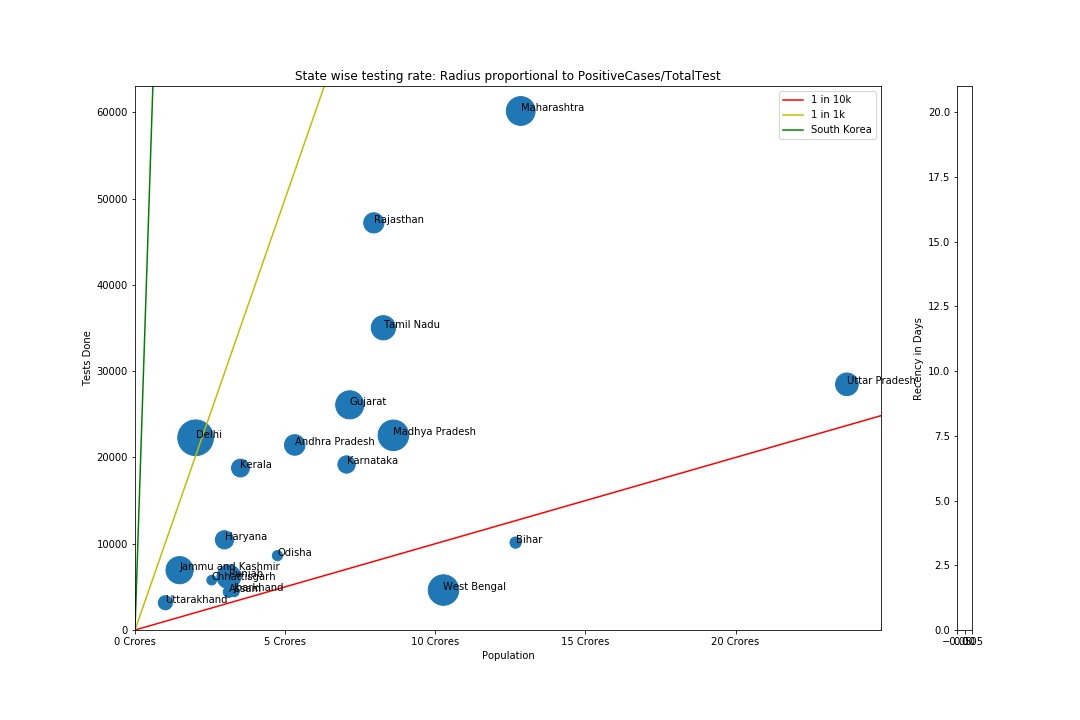 State wise testing rate: Radius proportional to PositiveCases/TotalTest
1 in 10k
1 in 1k
South Korea
Tests Done
60000
50000
40000
30000
20000
10000
0
Maharashtra
Rajasthan
Tamil Nadu
Uttar Pradesh
Gujarat
Madhya Pradesh
Delhi
Andhra Pradesh
Karnataka
Kerala
Haryana
Bihar
Odisha
Jammu and Kashmir
Punjab
Chhattisgarh
Jharkhand
Assam
West Bengal
Uttarakhand
0 Crores
5 Crores
10 Crores
15 Crores
20 Crores
Population
Recency in Days
20.0
17.5
15.0
12.5
10.0
7.5
5.0
2.5
0.0